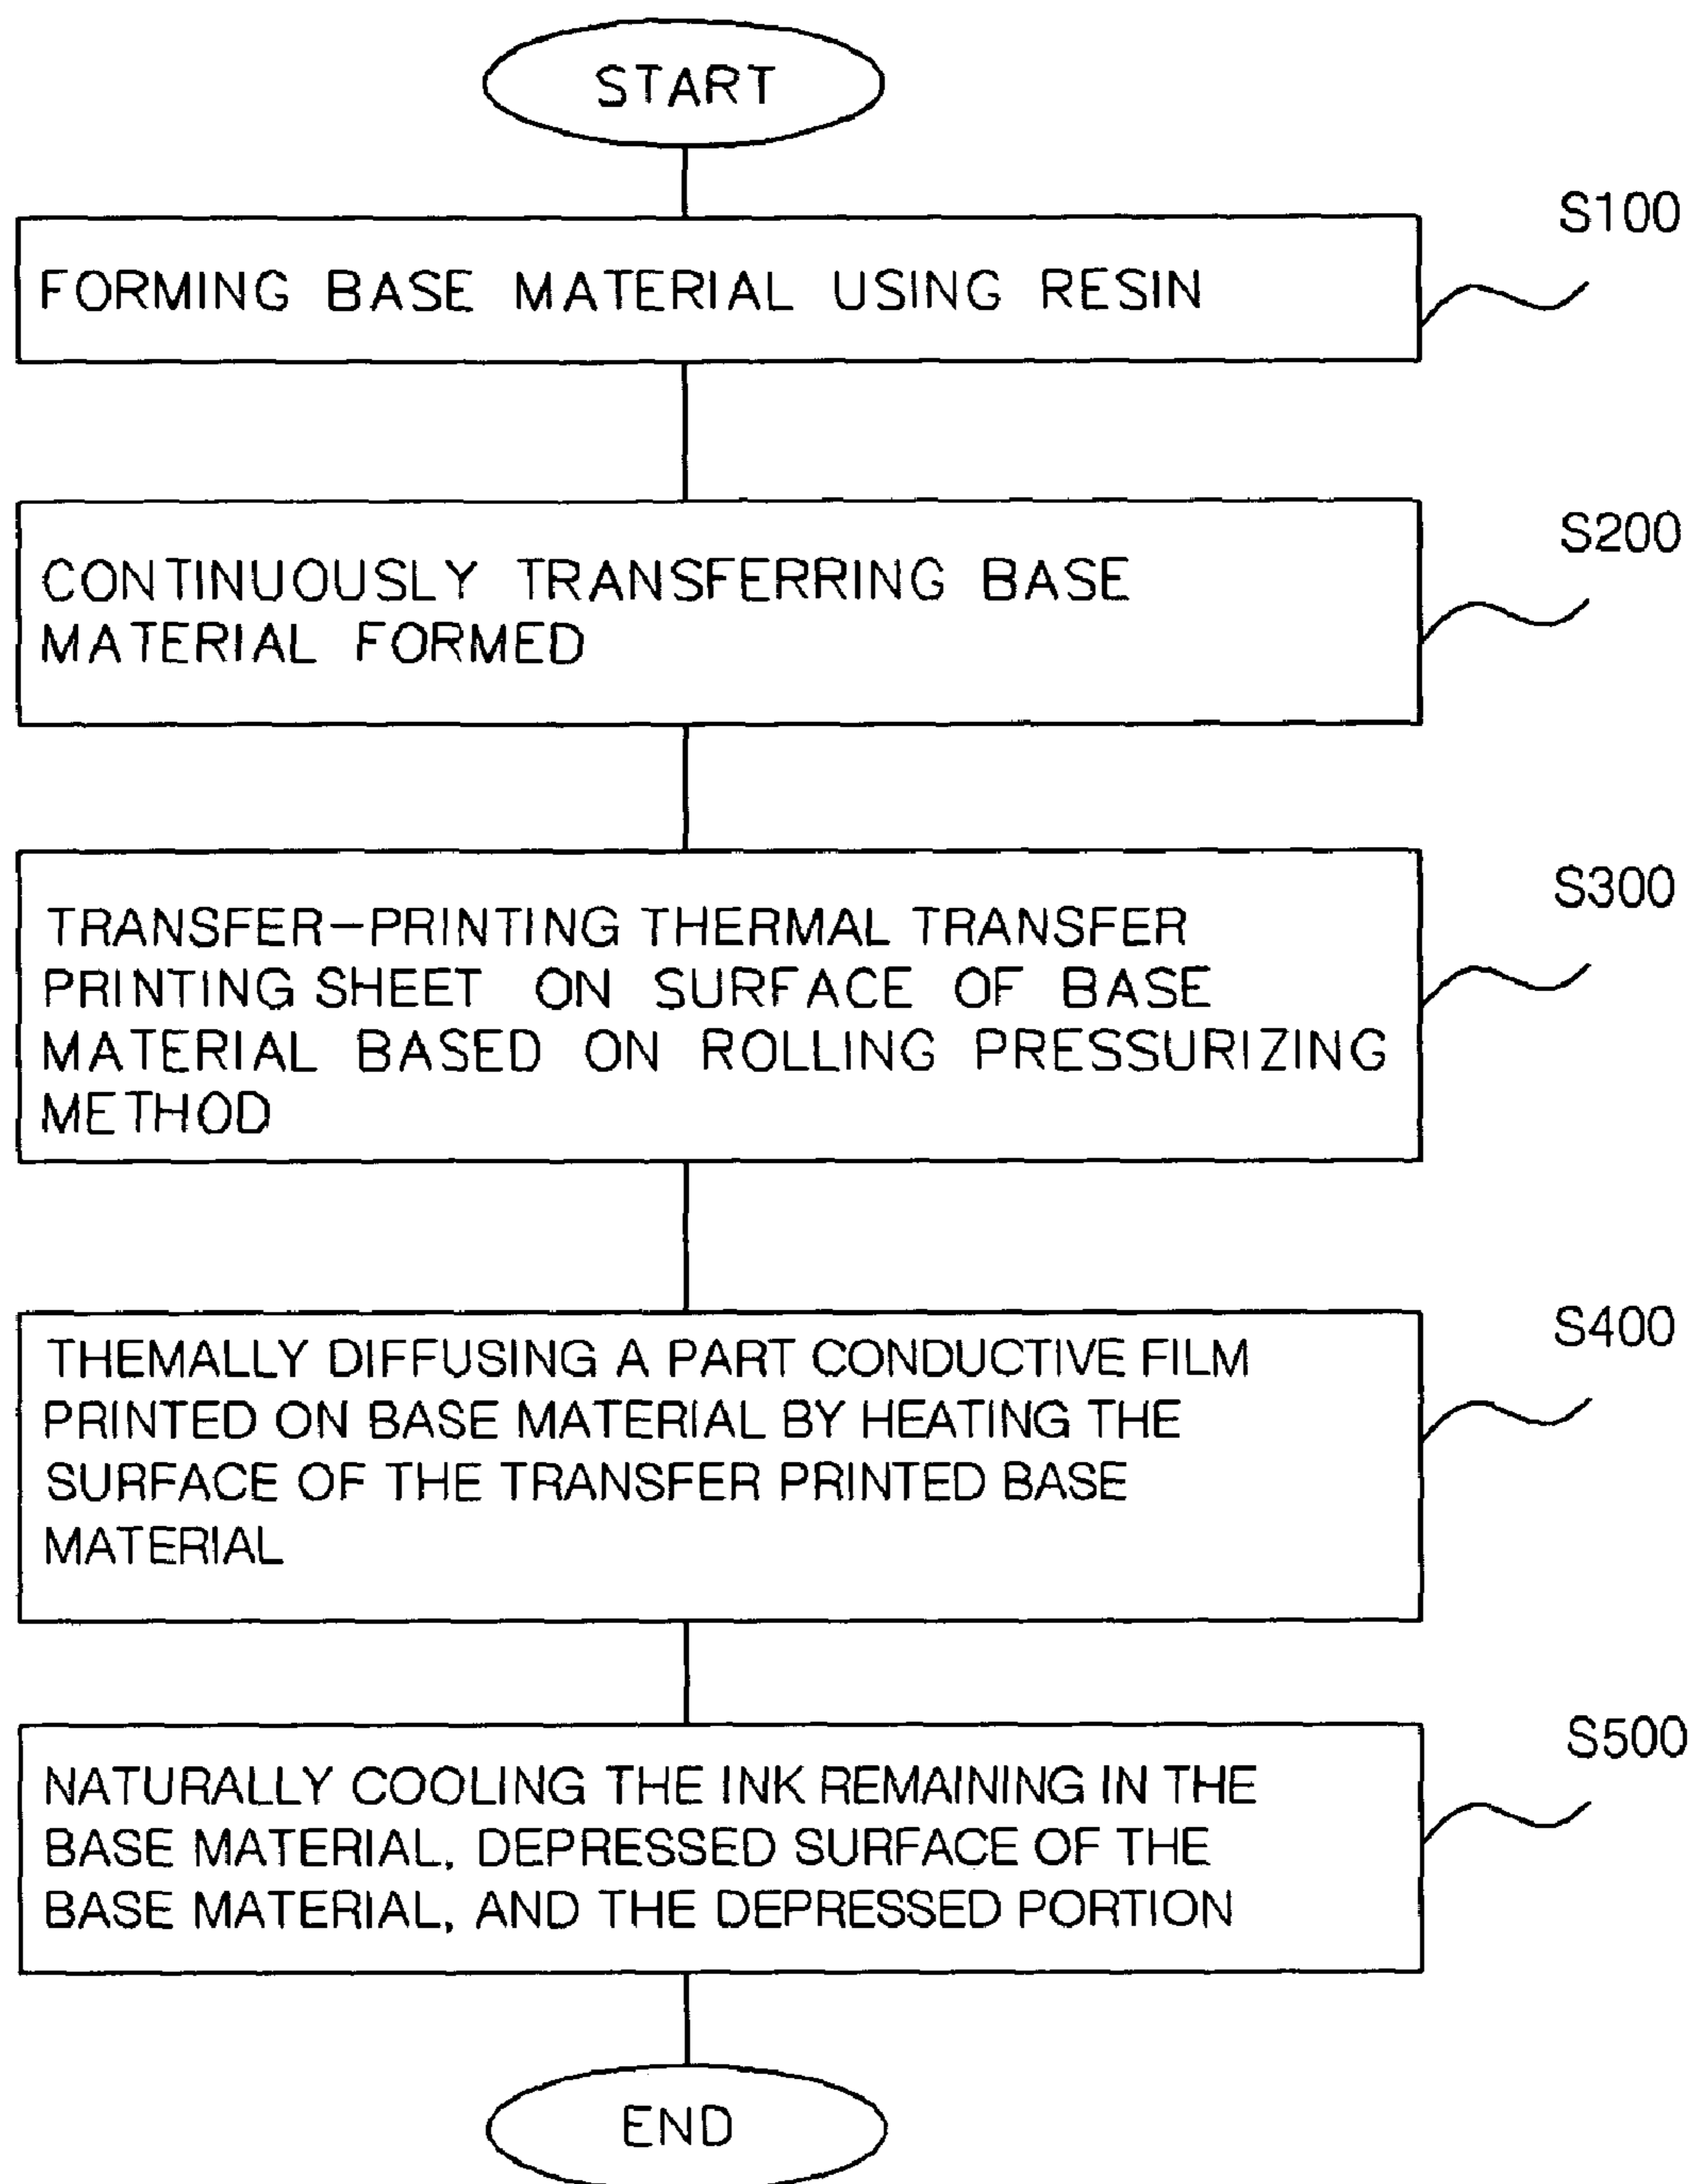 START
S100
FORMING BASE MATERIAL USING RESIN
S200
CONTINUOUSLY TRANSFERRING BASE
MATERIAL FORMED
S300
TRANSFER-PRINTING THERMAL TRANSFER
PRINTING SHEET ON SURFACE OF BASE
MATERIAL BASED ON ROLLING PRESSURIZING
METHOD
S400
THEMALLY DIFFUSING A PART CONDUCTIVE FILM
PRINTED ON BASE MATERIAL BY HEATING THE
SURFACE OF THE TRANSFER PRINTED BASE
MATERIAL
S500
NATURALLY COOLING THE INK REMAINING IN THE
BASE MATERIAL, DEPRESSED SURFACE OF THE
BASE MATERIAL, AND THE DEPRESSED PORTION
END